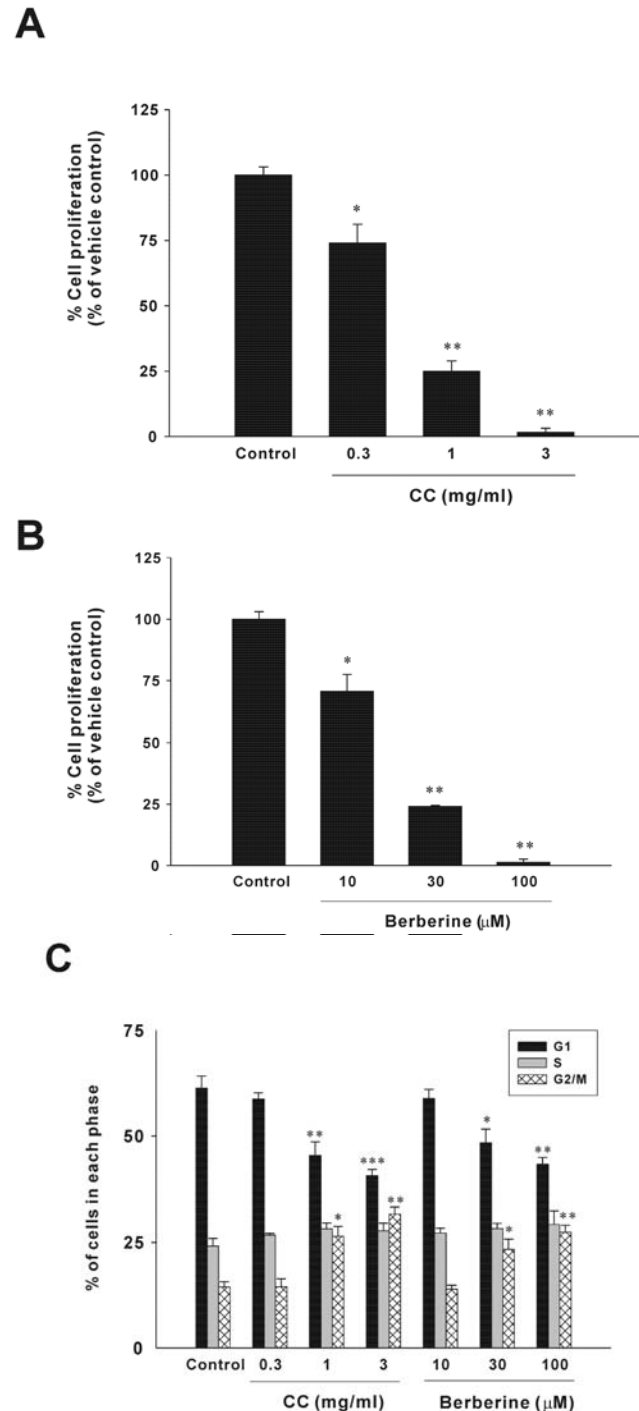 A
% Cell proliferation
(% of vehicle control)
125
100
75
50
25
0
*
**
**
Control 0.3 1 3
CC (mg/ml)
B
% Cell proliferation
(% of vehicle control)
125
100
75
50
25
0
*
**
**
Control 10 30 100
Berberine (μM)
C
% of cells in each phase
75
50
25
0
G1
S
G2/M
** * *** ** * * ** **
Control 0.3 1 3 10 30 100
CC (mg/ml) Berberine (μM)